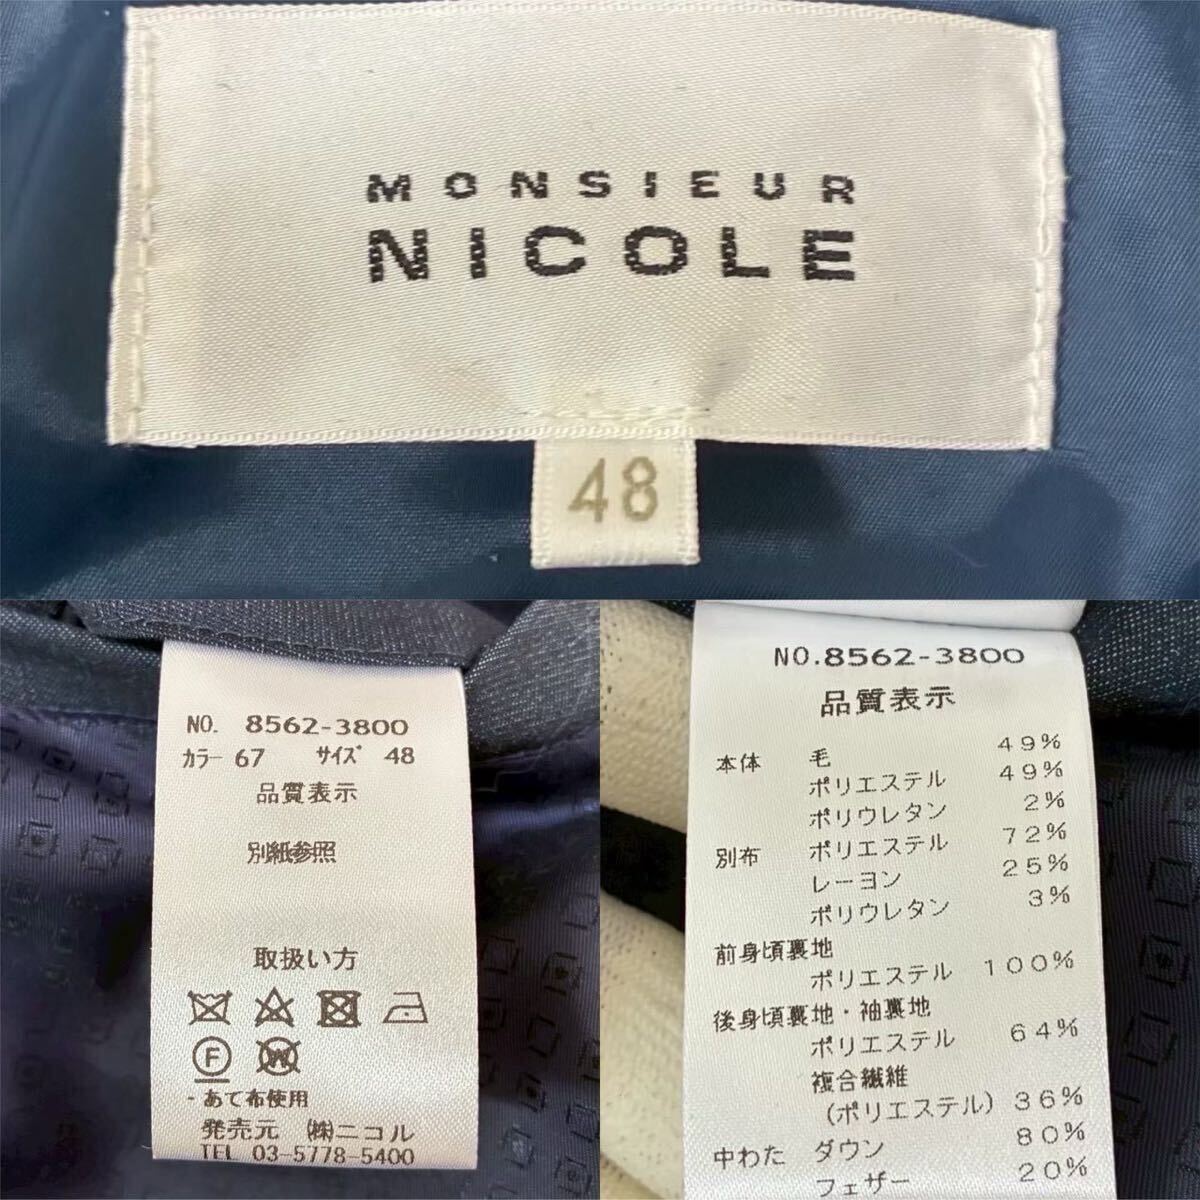 MONSIEUR
NICOLE
48
NO. 8562-3800
カラー 67 サイズ 48
品質表示
別紙参照
取扱い方
F W
・あて布使用
発売元 ㈱ニコル
TEL 03-5778-5400
NO.8562-3800
品質表示
本体 毛 49%
ポリエステル 49%
ポリウレタン 2%
別布 ポリエステル 72%
レーヨン 25%
ポリウレタン 3%
前身頃裏地
ポリエステル 100%
後身頃裏地・袖裏地
ポリエステル 64%
複合繊維
(ポリエステル) 36%
中わた ダウン 80%
フェザー 20%